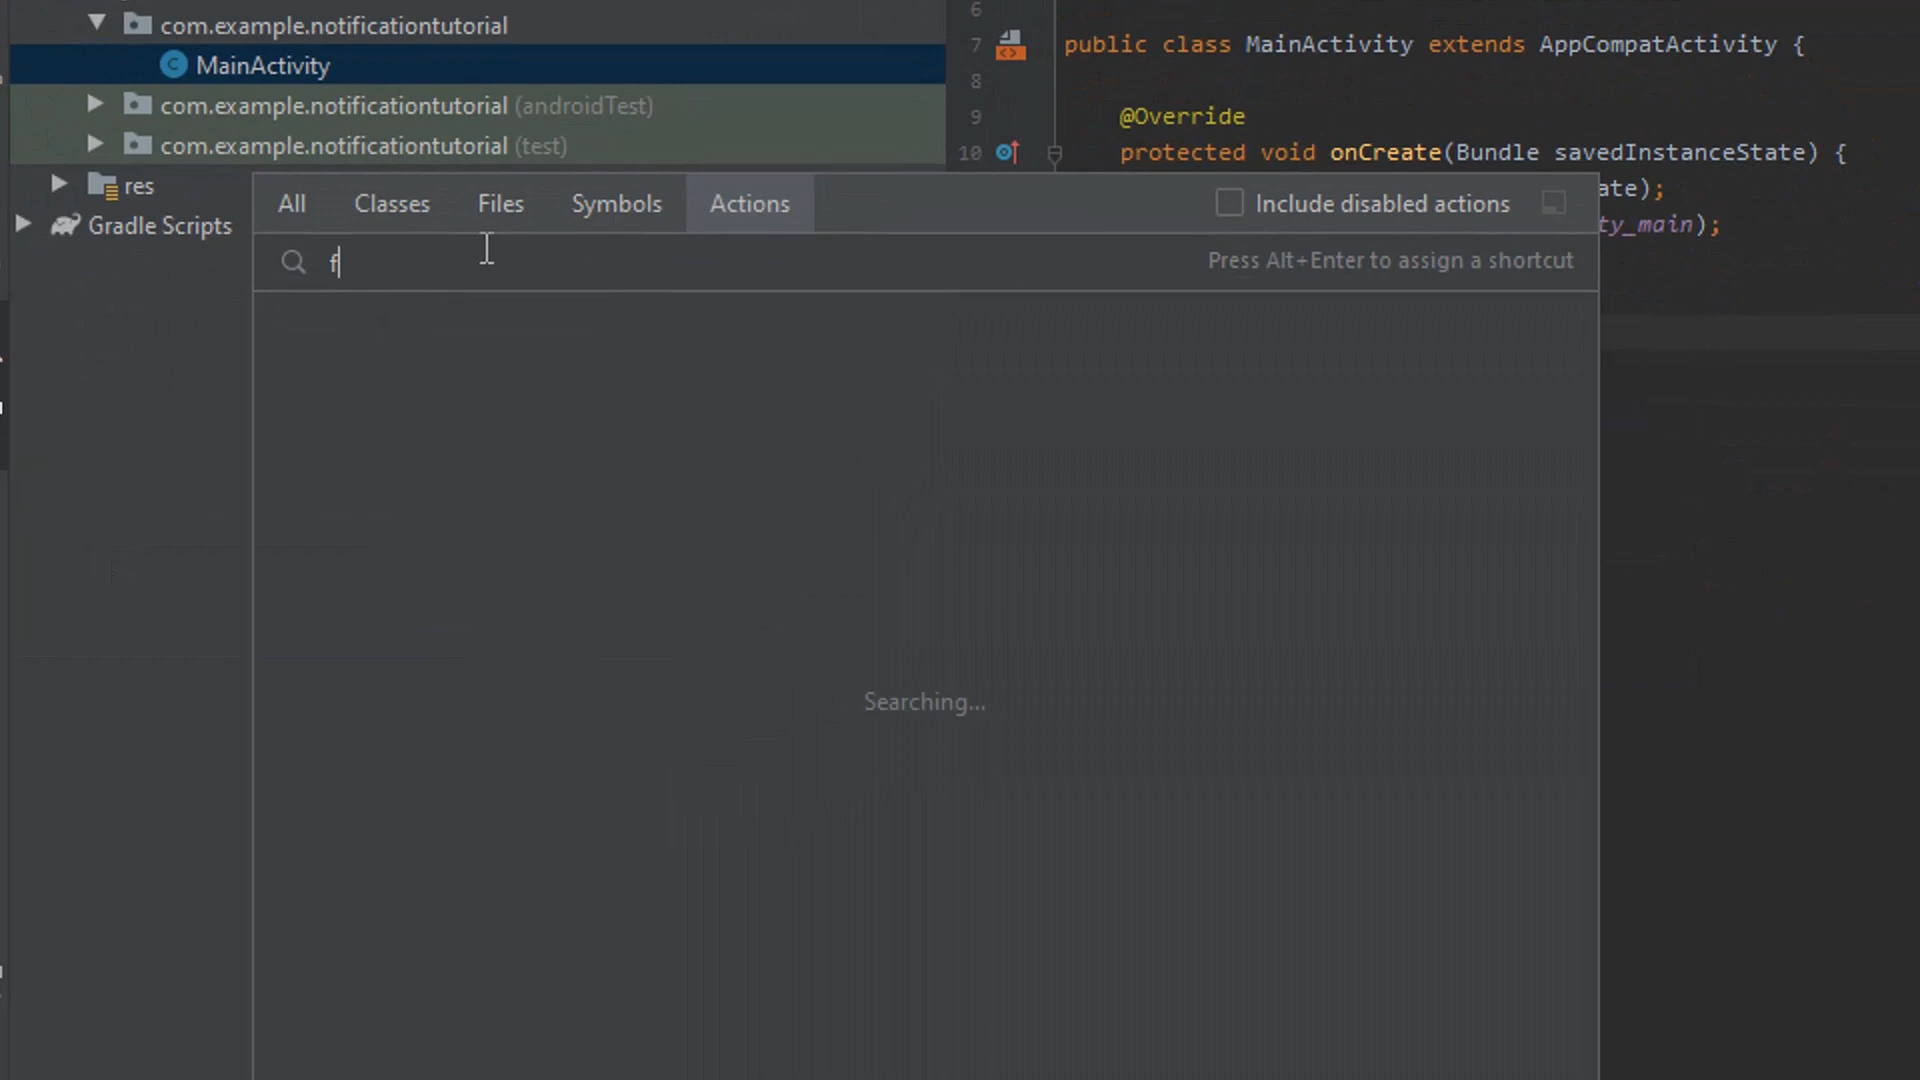 com.example.notificationtutorial
MainActivity
com.example.notificationtutorial (androidTest)
com.example.notificationtutorial (test)
res
Gradle Scripts
6
7 public class MainActivity extends AppCompatActivity {
8
9 @Override
10 protected void onCreate(Bundle savedInstanceState) {
ate);
ty_main);
All Classes Files Symbols Actions Include disabled actions
f Press Alt+Enter to assign a shortcut
Searching...